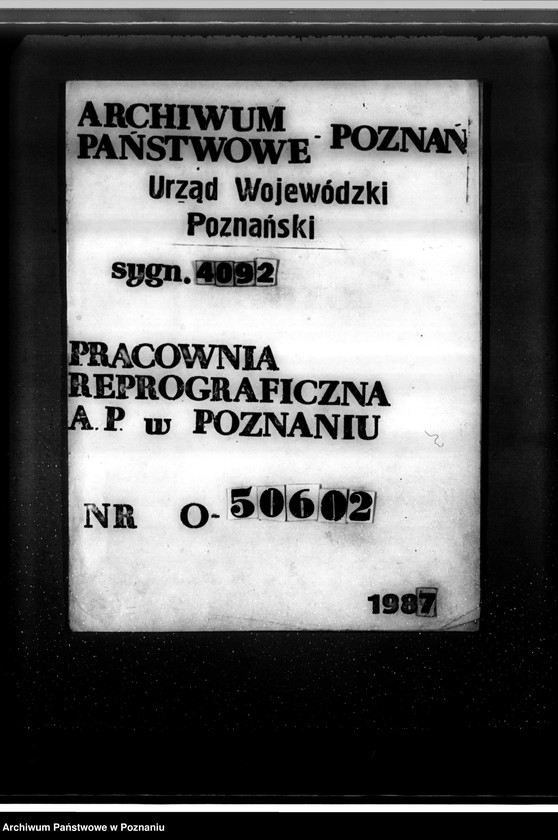 ARCHIWUM
PAŃSTWOWE - POZNAŃ
Urząd Wojewódzki
Poznański
sygn. 4092
PRACOWNIA
REPROGRAFICZNA
A.P. w POZNANIU
NR O-50602
1987
Archiwum Państwowe w Poznaniu